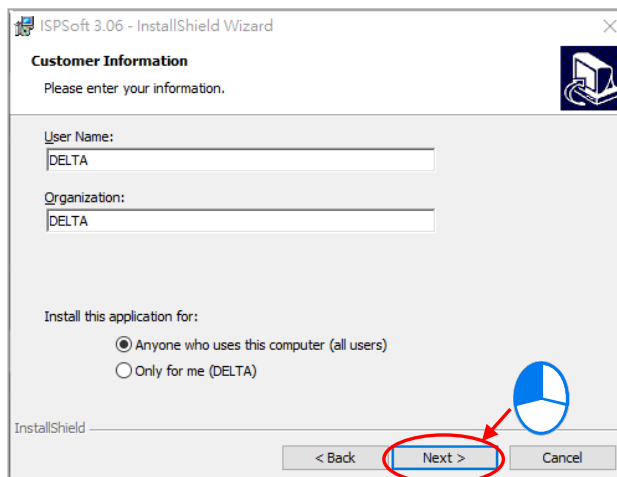 ISPSoft 3.06 - InstallShield Wizard
Customer Information
Please enter your information.
User Name:
DELTA
Organization:
DELTA
Install this application for:
Anyone who uses this computer (all users)
Only for me (DELTA)
InstallShield
< Back Next > Cancel